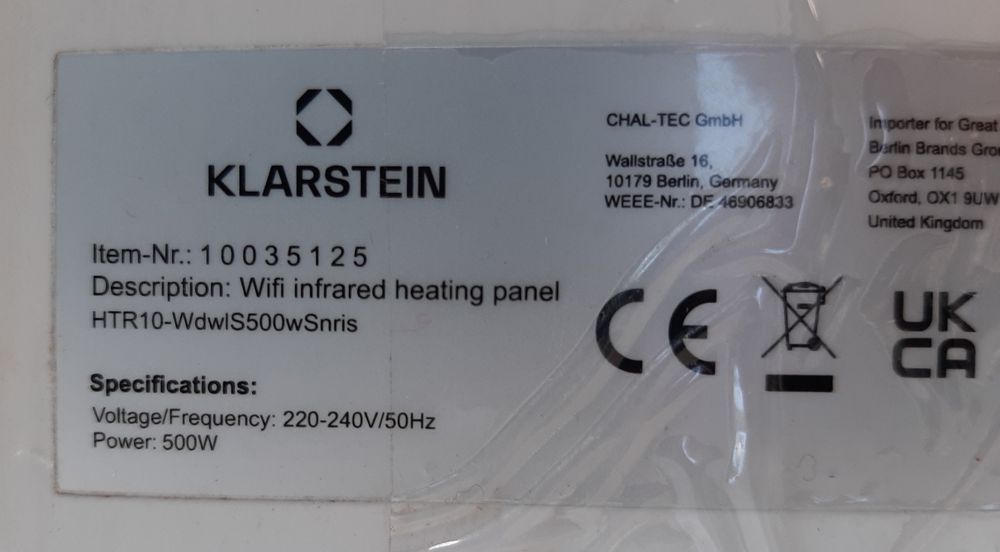 KLARSTEIN
Item-Nr.: 10035125
Description: Wifi infrared heating panel
HTR10-WdwlS500wSnris
Specifications:
Voltage/Frequency: 220-240V/50Hz
Power: 500W
CHAL-TEC GmbH
Wallstraße 16,
10179 Berlin, Germany
WEEE-Nr.: DE 46906833
Importer for Great
Berlin Brands Grou
PO Box 1145
Oxford, OX1 9UW
United Kingdom
CE
UK
CA